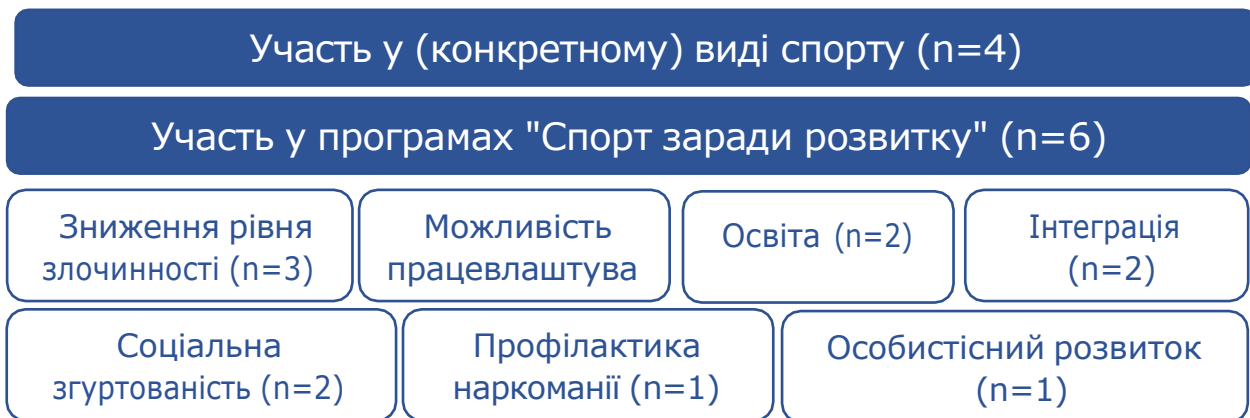 Участь у (конкретному) виді спорту (n=4)
Участь у програмах "Спорт заради розвитку" (n=6)
Зниження рівня
злочинності (n=3)
Можливість
працевлаштува
Освіта (n=2)
Інтеграція
(n=2)
Соціальна
згуртованість (n=2)
Профілактика
наркоманії (n=1)
Особистісний розвиток
(n=1)